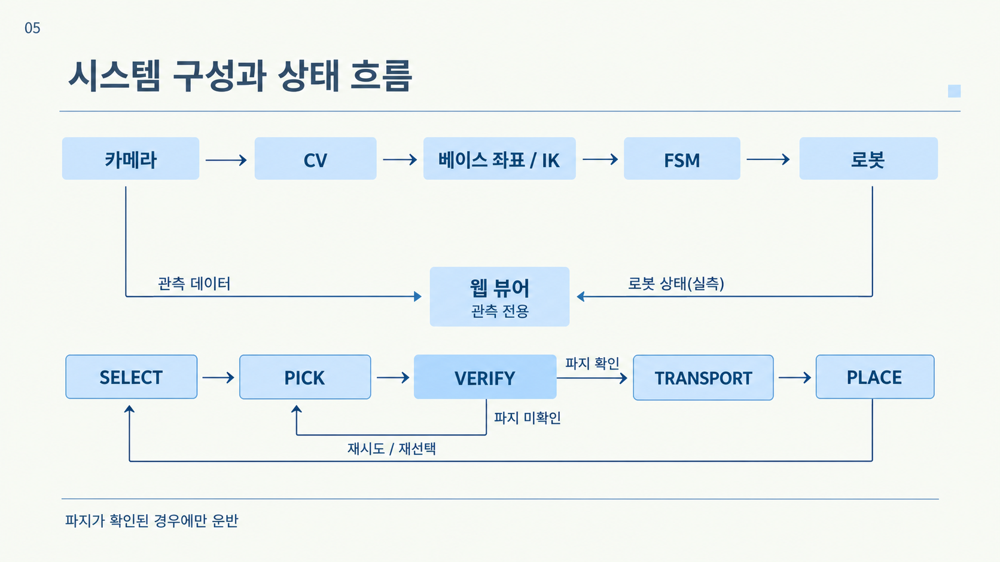 05
시스템 구성과 상태 흐름
카메라
CV
베이스 좌표 / IK
FSM
로봇
관측 데이터
웹 뷰어
관측 전용
로봇 상태(실측)
SELECT
PICK
VERIFY
파지 확인
TRANSPORT
PLACE
파지 미확인
재시도 / 재선택
파지가 확인된 경우에만 운반